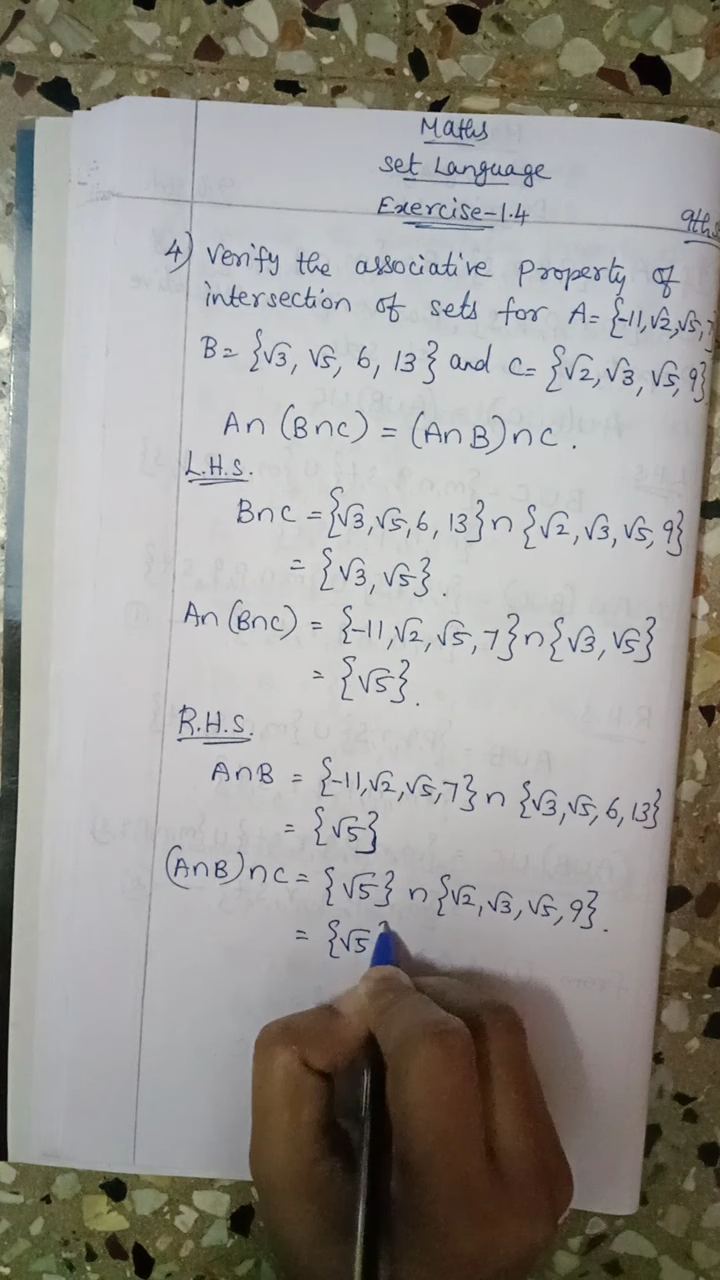 Maths
Set Language
Exercise-1.4
9th
4) Verify the associative property of
intersection of sets for A= {-11,√2,√5,7
B= {√3, √5, 6, 13} and C= {√2,√3,√5,9}
A∩(B∩C) = (A∩B)∩C.
L.H.S.
B∩C = {√3,√5,6,13}∩{√2,√3,√5,9}
= {√3,√5}.
A∩(B∩C) = {-11,√2,√5,7}∩{√3,√5}
= {√5}.
R.H.S.
A∩B = {-11,√2,√5,7}∩{√3,√5,6,13}
= {√5}
(A∩B)∩C = {√5}∩{√2,√3,√5,9}.
= {√5}